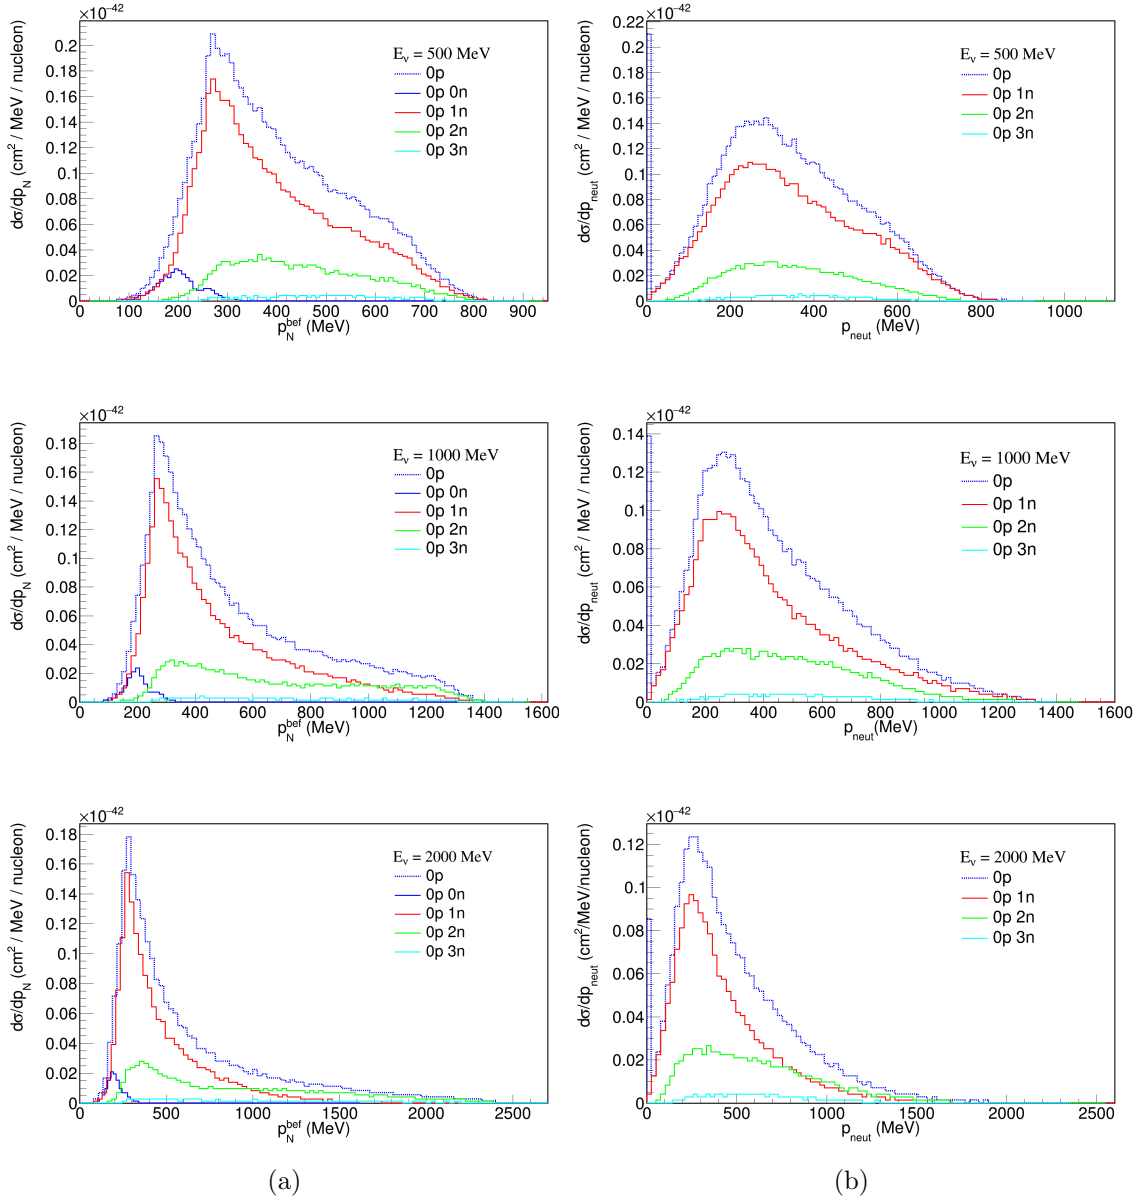 ×10⁻⁴²
dσ/dp_N (cm² / MeV / nucleon)
0.2
0.18
0.16
0.14
0.12
0.1
0.08
0.06
0.04
0.02
0
E_ν = 500 MeV
0p
0p 0n
0p 1n
0p 2n
0p 3n
0 100 200 300 400 500 600 700 800 900
p_N^bef (MeV)
×10⁻⁴²
dσ/dp_neut (cm² / MeV / nucleon)
0.22
0.2
0.18
0.16
0.14
0.12
0.1
0.08
0.06
0.04
0.02
0
E_ν = 500 MeV
0p
0p 1n
0p 2n
0p 3n
0 200 400 600 800 1000
p_neut (MeV)
×10⁻⁴²
dσ/dp_N (cm² / MeV / nucleon)
0.18
0.16
0.14
0.12
0.1
0.08
0.06
0.04
0.02
0
E_ν = 1000 MeV
0p
0p 0n
0p 1n
0p 2n
0p 3n
0 200 400 600 800 1000 1200 1400 1600
p_N^bef (MeV)
×10⁻⁴²
dσ/dp_neut (cm² / MeV / nucleon)
0.14
0.12
0.1
0.08
0.06
0.04
0.02
0
E_ν = 1000 MeV
0p
0p 1n
0p 2n
0p 3n
0 200 400 600 800 1000 1200 1400 1600
p_neut(MeV)
×10⁻⁴²
dσ/dp_N (cm² / MeV / nucleon)
0.18
0.16
0.14
0.12
0.1
0.08
0.06
0.04
0.02
0
E_ν = 2000 MeV
0p
0p 0n
0p 1n
0p 2n
0p 3n
0 500 1000 1500 2000 2500
p_N^bef (MeV)
×10⁻⁴²
dσ/dp_neut (cm²/MeV/nucleon)
0.12
0.1
0.08
0.06
0.04
0.02
0
E_ν = 2000 MeV
0p
0p 1n
0p 2n
0p 3n
0 500 1000 1500 2000 2500
p_neut (MeV)
(a)
(b)